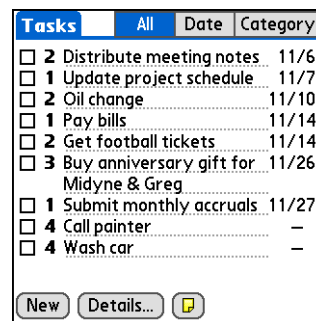 Tasks All Date Category
2 Distribute meeting notes 11/6
1 Update project schedule 11/7
2 Oil change 11/10
1 Pay bills 11/14
2 Get football tickets 11/14
3 Buy anniversary gift for 11/26
Midyne & Greg
1 Submit monthly accruals 11/27
4 Call painter –
4 Wash car –
New Details...